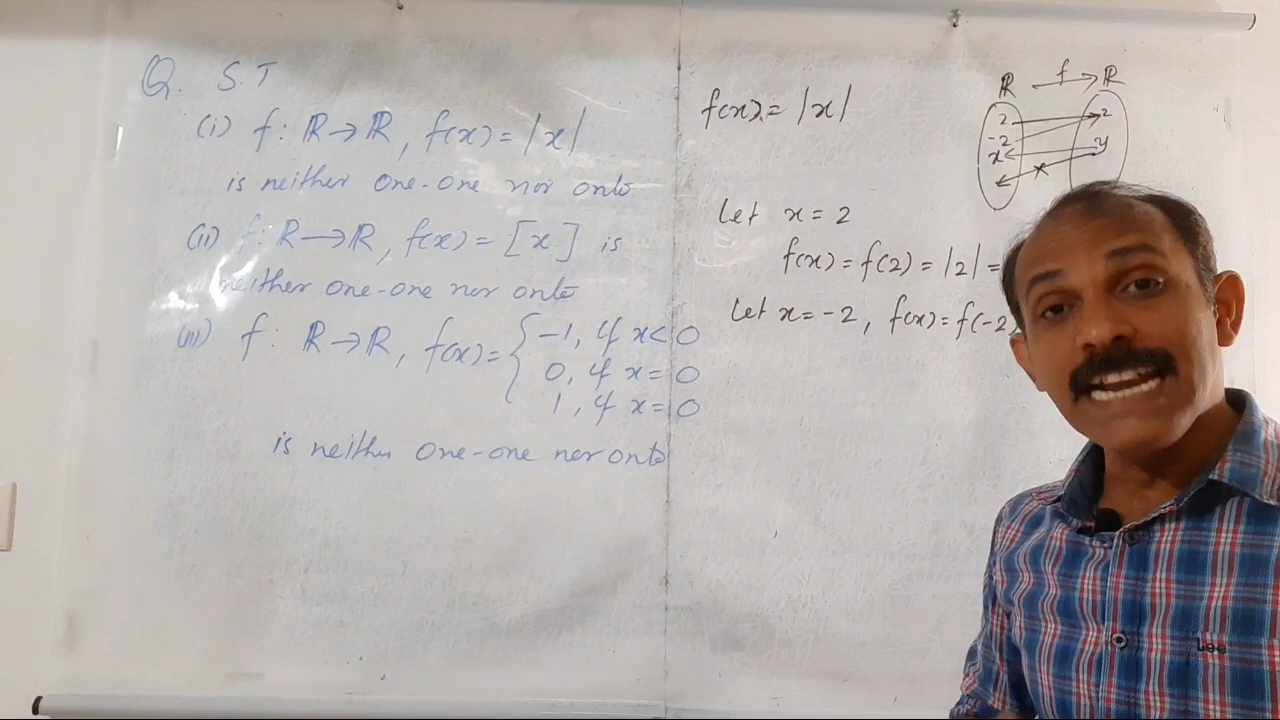 Q. S.T
(i) f: ℝ→ℝ, f(x) = |x|
is neither one-one nor onto
(ii) f: ℝ→ℝ, f(x) = [x] is
neither one-one nor onto
(iii) f: ℝ→ℝ, f(x) = { -1, if x < 0
0, if x = 0
1, if x = 0
is neither one-one nor onto
f(x) = |x|
ℝ f→ ℝ
2 2
-2
x y
Let x = 2
f(x) = f(2) = |2| =
Let x = -2, f(x) = f(-2
Lee